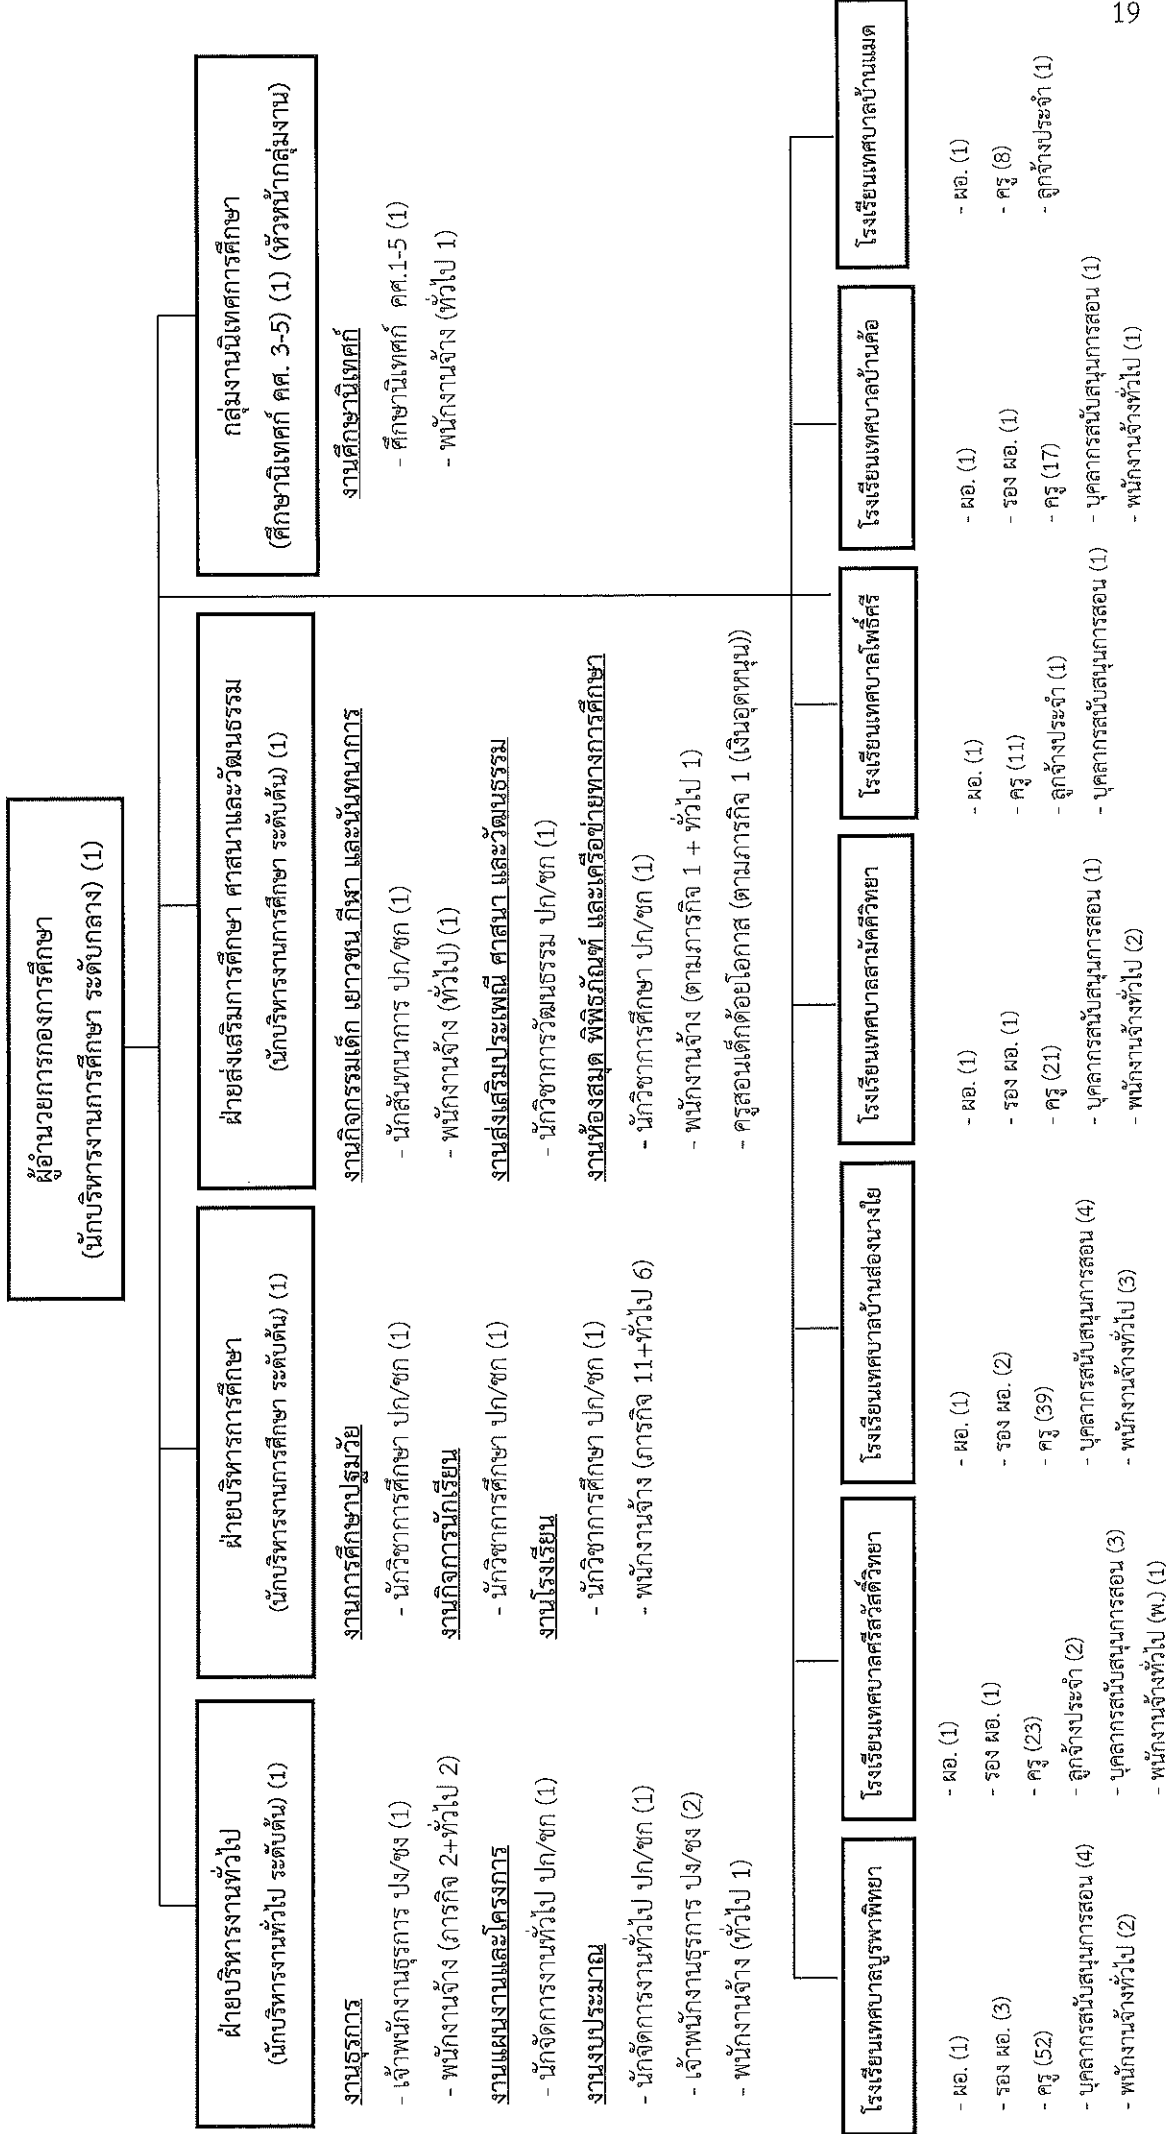 19
ผู้อำนวยการกองการศึกษา
(นักบริหารงานการศึกษา ระดับกลาง) (1)
ฝ่ายบริหารงานทั่วไป
(นักบริหารงานทั่วไป ระดับต้น) (1)
งานธุรการ
- เจ้าพนักงานธุรการ ปง/ชง (1)
- พนักงานจ้าง (ภารกิจ 2+ทั่วไป 2)
งานแผนงานและโครงการ
- นักจัดการงานทั่วไป ปก/ชก (1)
งานงบประมาณ
- นักจัดการงานทั่วไป ปก/ชก (1)
- เจ้าพนักงานธุรการ ปง/ชง (2)
- พนักงานจ้าง (ทั่วไป 1)
ฝ่ายบริหารการศึกษา
(นักบริหารงานการศึกษา ระดับต้น) (1)
งานการศึกษาปฐมวัย
- นักวิชาการศึกษา ปก/ชก (1)
งานกิจการนักเรียน
- นักวิชาการศึกษา ปก/ชก (1)
งานโรงเรียน
- นักวิชาการศึกษา ปก/ชก (1)
- พนักงานจ้าง (ภารกิจ 11+ทั่วไป 6)
ฝ่ายส่งเสริมการศึกษา ศาสนาและวัฒนธรรม
(นักบริหารงานการศึกษา ระดับต้น) (1)
งานกิจกรรมเด็ก เยาวชน กีฬา และนันทนาการ
- นักสันทนาการ ปก/ชก (1)
- พนักงานจ้าง (ทั่วไป) (1)
งานส่งเสริมประเพณี ศาสนา และวัฒนธรรม
- นักวิชาการวัฒนธรรม ปก/ชก (1)
งานห้องสมุด พิพิธภัณฑ์ และเครือข่ายทางการศึกษา
- นักวิชาการศึกษา ปก/ชก (1)
- พนักงานจ้าง (ตามภารกิจ 1 + ทั่วไป 1)
- ครูสอนเด็กด้อยโอกาส (ตามภารกิจ 1 (เงินอุดหนุน))
กลุ่มงานนิเทศการศึกษา
(ศึกษานิเทศก์ คศ. 3-5) (1) (หัวหน้ากลุ่มงาน)
งานศึกษานิเทศก์
- ศึกษานิเทศก์ คศ.1-5 (1)
- พนักงานจ้าง (ทั่วไป 1)
โรงเรียนเทศบาลบูรพาพิทยา
- ผอ. (1)
- รอง ผอ. (3)
- ครู (52)
- บุคลากรสนับสนุนการสอน (4)
- พนักงานจ้างทั่วไป (2)
โรงเรียนเทศบาลศรีสวัสดิ์วิทยา
- ผอ. (1)
- รอง ผอ. (1)
- ครู (23)
- ลูกจ้างประจำ (2)
- บุคลากรสนับสนุนการสอน (3)
- พนักงานจ้างทั่วไป (พ.) (1)
โรงเรียนเทศบาลบ้านส่องนางใย
- ผอ. (1)
- รอง ผอ. (2)
- ครู (39)
- บุคลากรสนับสนุนการสอน (4)
- พนักงานจ้างทั่วไป (3)
โรงเรียนเทศบาลสามัคคีวิทยา
- ผอ. (1)
- รอง ผอ. (1)
- ครู (21)
- บุคลากรสนับสนุนการสอน (1)
- พนักงานจ้างทั่วไป (2)
โรงเรียนเทศบาลโพธิ์ศรี
- ผอ. (1)
- ครู (11)
- ลูกจ้างประจำ (1)
- บุคลากรสนับสนุนการสอน (1)
โรงเรียนเทศบาลบ้านค้อ
- ผอ. (1)
- รอง ผอ. (1)
- ครู (17)
- บุคลากรสนับสนุนการสอน (1)
- พนักงานจ้างทั่วไป (1)
โรงเรียนเทศบาลบ้านแมด
- ผอ. (1)
- ครู (8)
- ลูกจ้างประจำ (1)